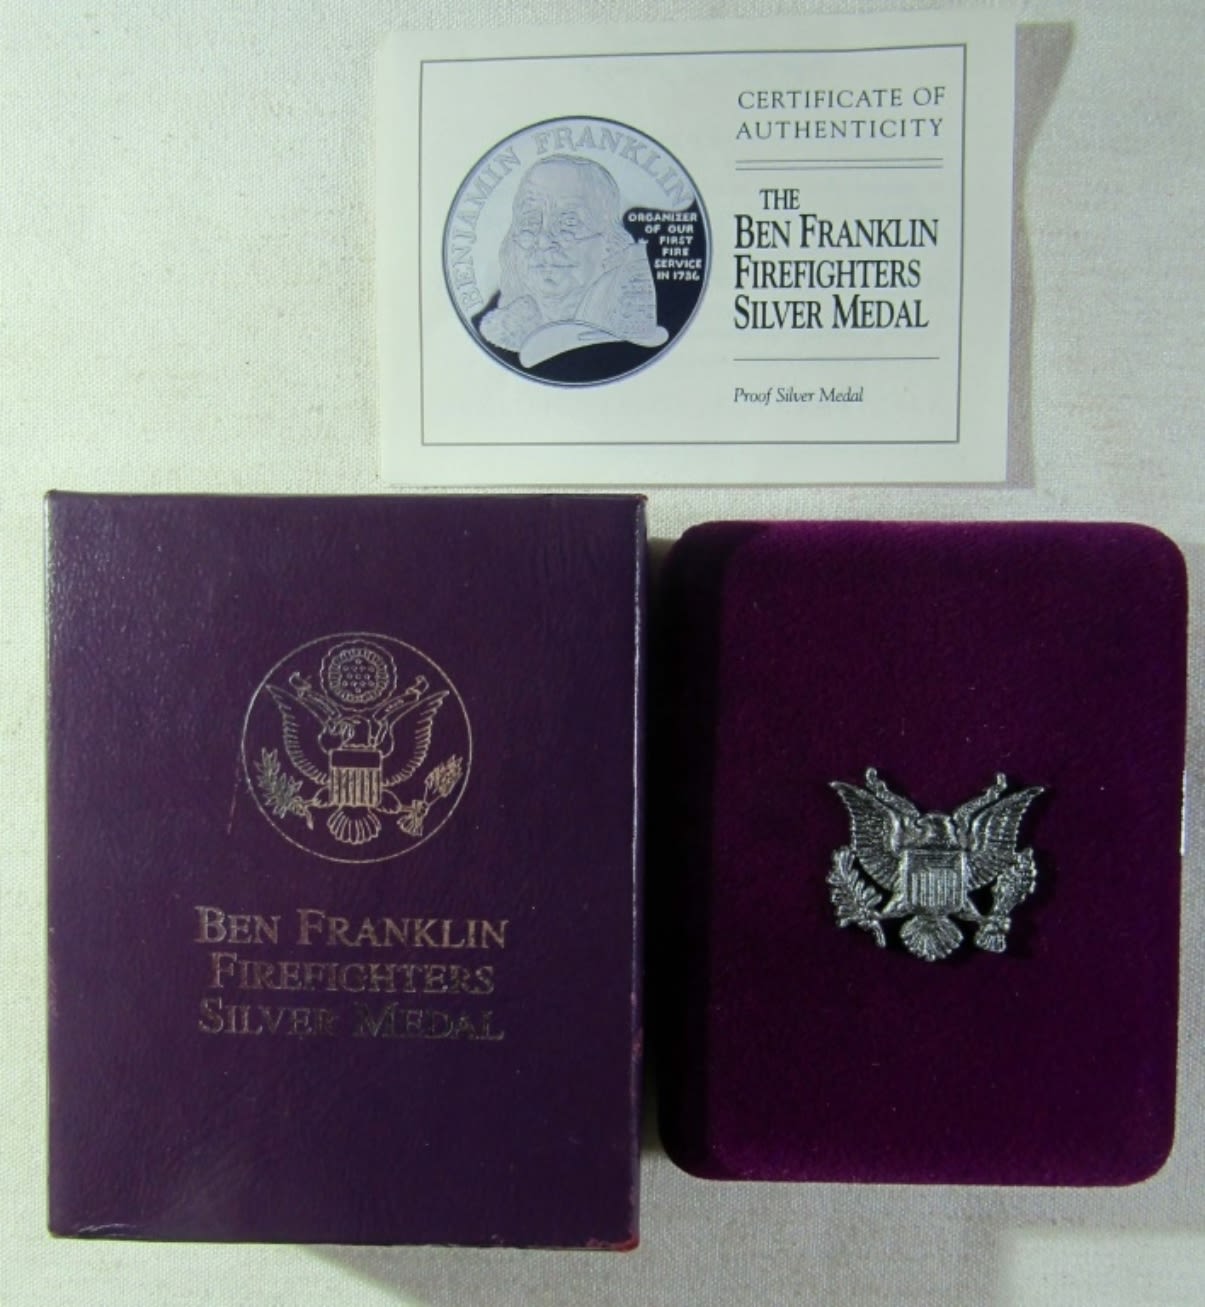 BENJAMIN FRANKLIN
ORGANIZER
OF OUR
FIRST
FIRE
SERVICE
IN 1736
CERTIFICATE OF
AUTHENTICITY
THE
BEN FRANKLIN
FIREFIGHTERS
SILVER MEDAL
Proof Silver Medal
BEN FRANKLIN
FIREFIGHTERS
SILVER MEDAL